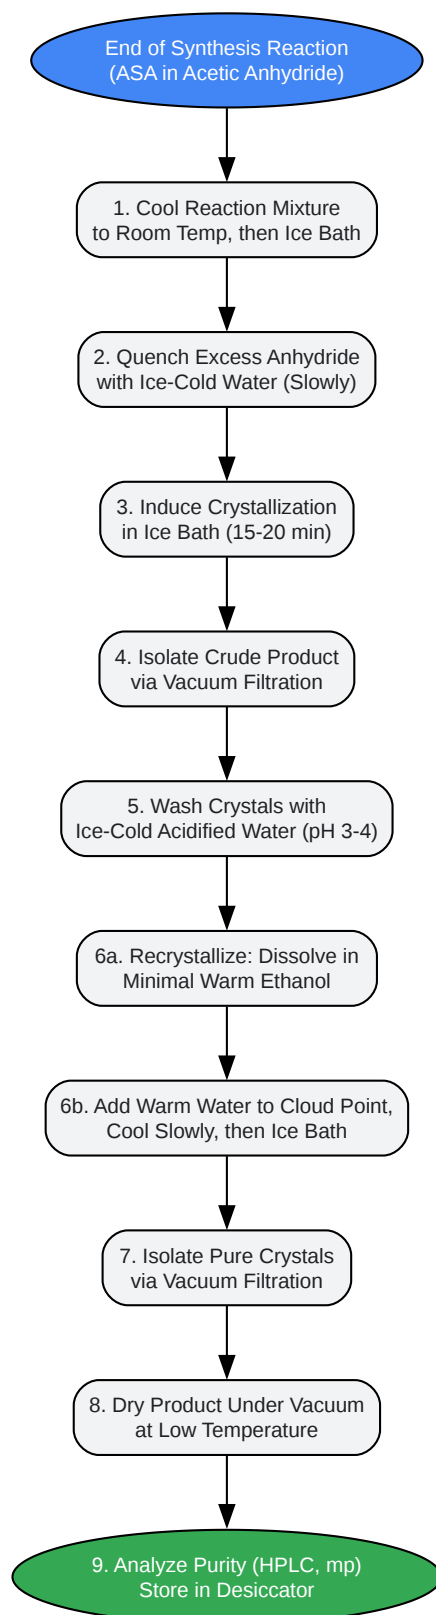 End of Synthesis Reaction
(ASA in Acetic Anhydride)
1. Cool Reaction Mixture
to Room Temp, then Ice Bath
2. Quench Excess Anhydride
with Ice-Cold Water (Slowly)
3. Induce Crystallization
in Ice Bath (15-20 min)
4. Isolate Crude Product
via Vacuum Filtration
5. Wash Crystals with
Ice-Cold Acidified Water (pH 3-4)
6a. Recrystallize: Dissolve in
Minimal Warm Ethanol
6b. Add Warm Water to Cloud Point,
Cool Slowly, then Ice Bath
7. Isolate Pure Crystals
via Vacuum Filtration
8. Dry Product Under Vacuum
at Low Temperature
9. Analyze Purity (HPLC, mp)
Store in Desiccator